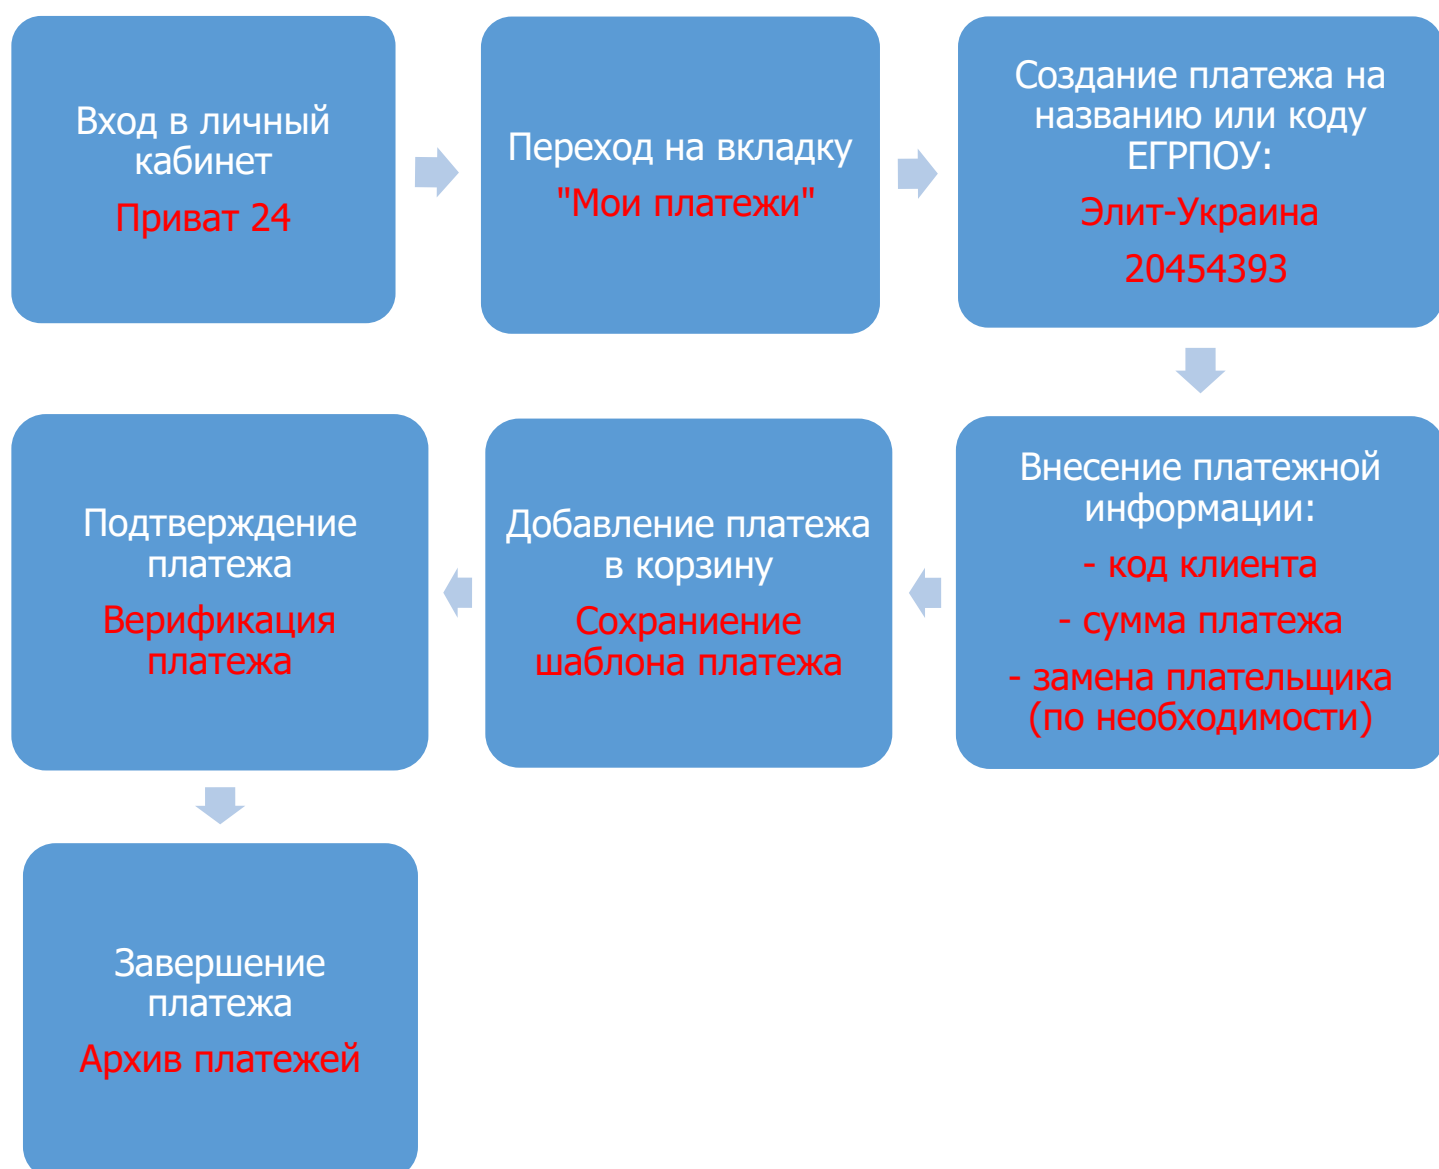 Вход в личный
кабинет
Приват 24
Переход на вкладку
"Мои платежи"
Создание платежа на
названию или коду
ЕГРПОУ:
Элит-Украина
20454393
Внесение платежной
информации:
- код клиента
- сумма платежа
- замена плательщика
(по необходимости)
Добавление платежа
в корзину
Сохраниение
шаблона платежа
Подтверждение
платежа
Верификация
платежа
Завершение
платежа
Архив платежей